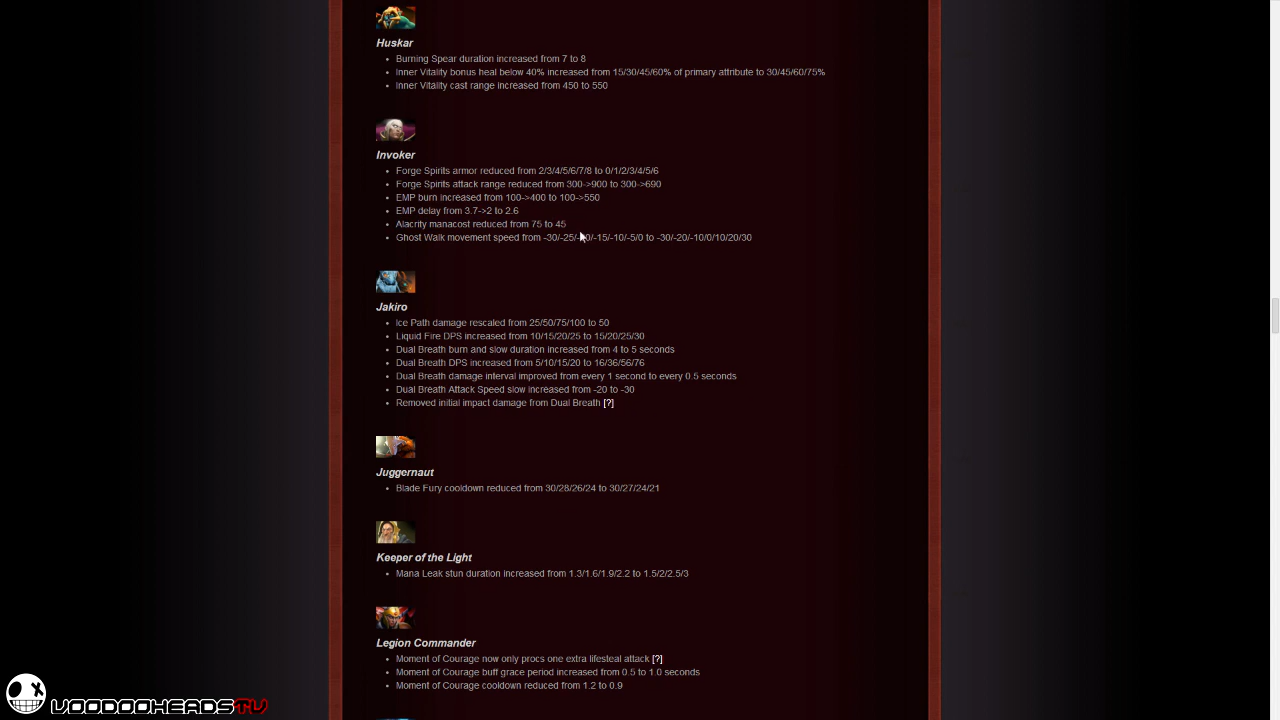 Huskar
• Burning Spear duration increased from 7 to 8
• Inner Vitality bonus heal below 40% increased from 15/30/45/60% of primary attribute to 30/45/60/75%
• Inner Vitality cast range increased from 450 to 550
Invoker
• Forge Spirits armor reduced from 2/3/4/5/6/7/8 to 0/1/2/3/4/5/6
• Forge Spirits attack range reduced from 300->900 to 300->690
• EMP burn increased from 100->400 to 100->550
• EMP delay from 3.7->2 to 2.6
• Alacrity manacost reduced from 75 to 45
• Ghost Walk movement speed from to -30/-20/-10/0/10/20/30
Jakiro
• Ice Path damage rescaled from 25/50/75/100 to 50
• Liquid Fire DPS increased from 10/15/20/25 to 15/20/25/30
• Dual Breath burn and slow duration increased from 4 to 5 seconds
• Dual Breath DPS increased from 5/10/15/20 to 16/36/56/76
• Dual Breath damage interval improved from every 1 second to every 0.5 seconds
• Dual Breath Attack Speed slow increased from -20 to -30
• Removed initial impact damage from Dual Breath [?]
Juggernaut
• Blade Fury cooldown reduced from 30/28/26/24 to 30/27/24/21
Keeper of the Light
• Mana Leak stun duration increased from 1.3/1.6/1.9/2.2 to 1.5/2/2.5/3
Legion Commander
• Moment of Courage now only procs one extra lifesteal attack [?]
• Moment of Courage buff grace period increased from 0.5 to 1.0 seconds
• Moment of Courage cooldown reduced from 1.2 to 0.9
VOODOOHEADSTV